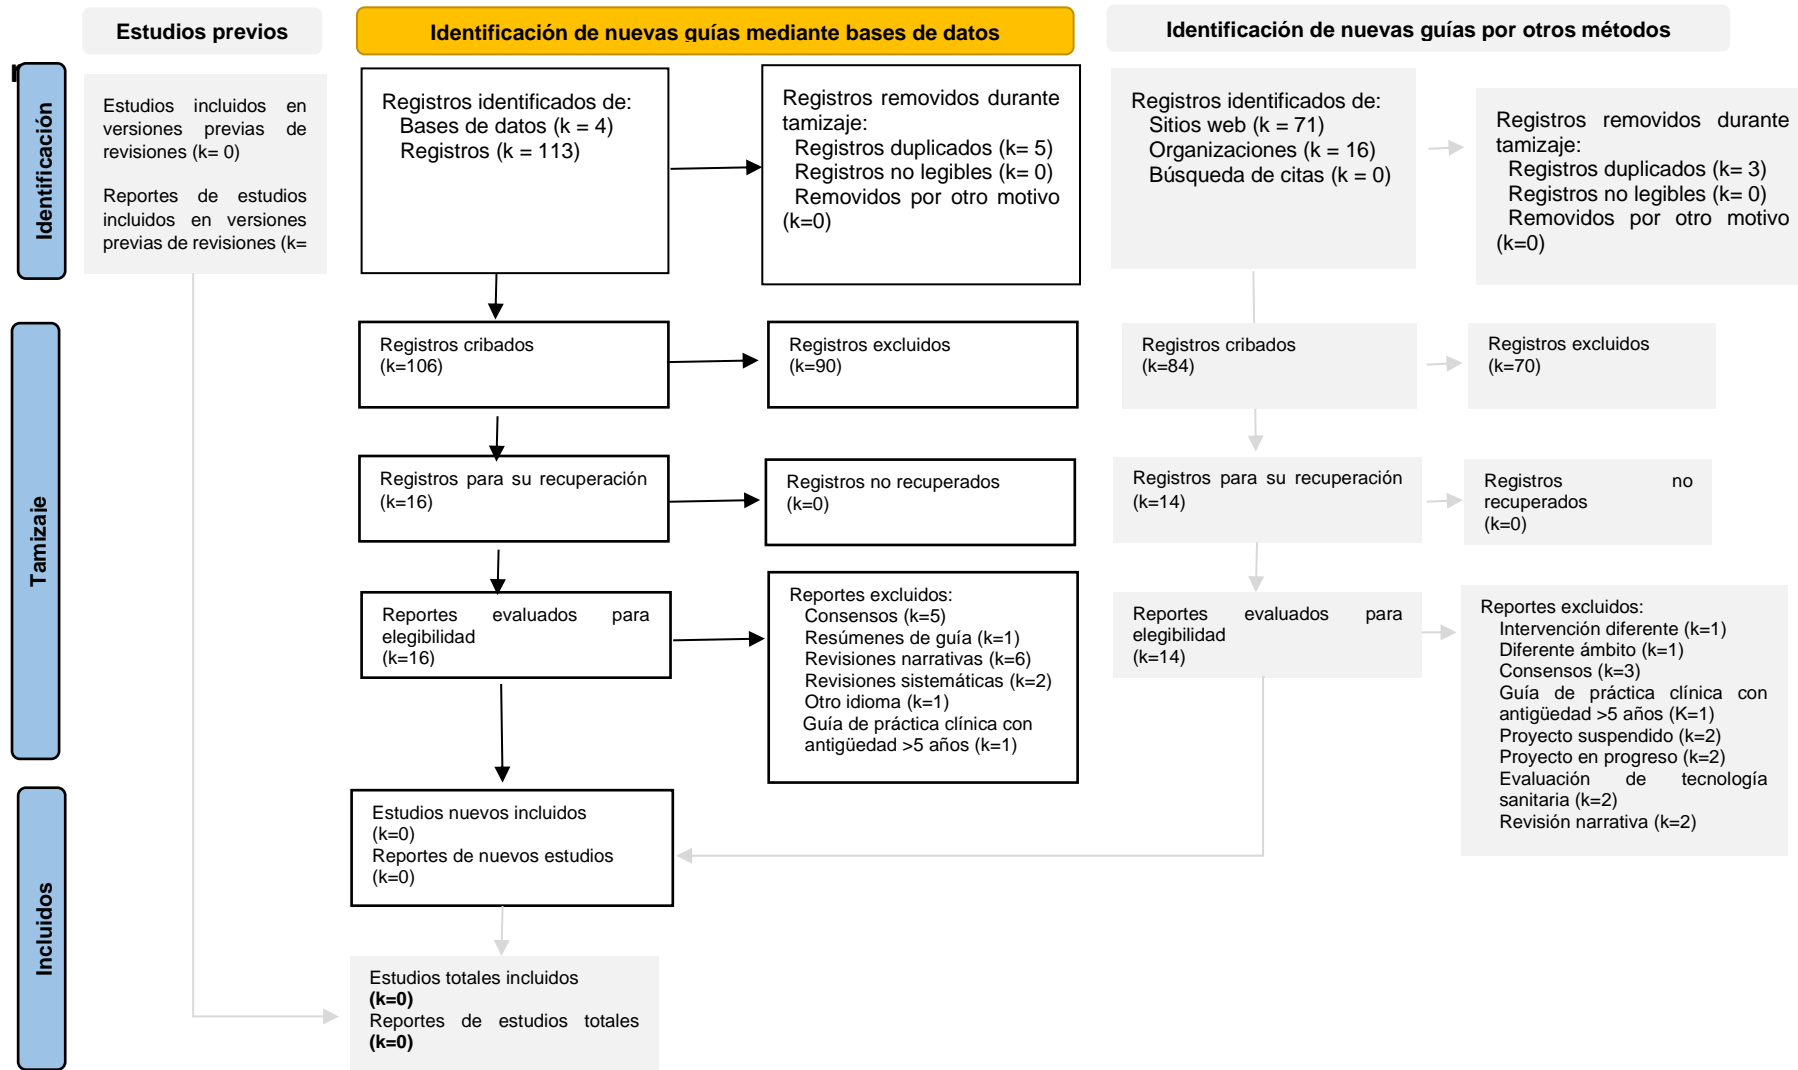 Estudios previos
Identificación de nuevas guías mediante bases de datos
Identificación de nuevas guías por otros métodos
Identificación
Estudios incluidos en
versiones previas de
revisiones (k= 0)
Reportes de estudios
incluidos en versiones
previas de revisiones (k=
Registros identificados de:
Bases de datos (k = 4)
Registros (k = 113)
Registros removidos durante
tamizaje:
Registros duplicados (k= 5)
Registros no legibles (k= 0)
Removidos por otro motivo
(k=0)
Registros identificados de:
Sitios web (k = 71)
Organizaciones (k = 16)
Búsqueda de citas (k = 0)
Registros removidos durante
tamizaje:
Registros duplicados (k= 3)
Registros no legibles (k= 0)
Removidos por otro motivo
(k=0)
Tamizaje
Registros cribados
(k=106)
Registros excluidos
(k=90)
Registros cribados
(k=84)
Registros excluidos
(k=70)
Registros para su recuperación
(k=16)
Registros no recuperados
(k=0)
Registros para su recuperación
(k=14)
Registros no
recuperados
(k=0)
Reportes evaluados para
elegibilidad
(k=16)
Reportes excluidos:
Consensos (k=5)
Resúmenes de guía (k=1)
Revisiones narrativas (k=6)
Revisiones sistemáticas (k=2)
Otro idioma (k=1)
Guía de práctica clínica con
antigüedad >5 años (k=1)
Reportes evaluados para
elegibilidad
(k=14)
Reportes excluidos:
Intervención diferente (k=1)
Diferente ámbito (k=1)
Consensos (k=3)
Guía de práctica clínica con
antigüedad >5 años (K=1)
Proyecto suspendido (k=2)
Proyecto en progreso (k=2)
Evaluación de tecnología
sanitaria (k=2)
Revisión narrativa (k=2)
Incluidos
Estudios nuevos incluidos
(k=0)
Reportes de nuevos estudios
(k=0)
Estudios totales incluidos
(k=0)
Reportes de estudios totales
(k=0)